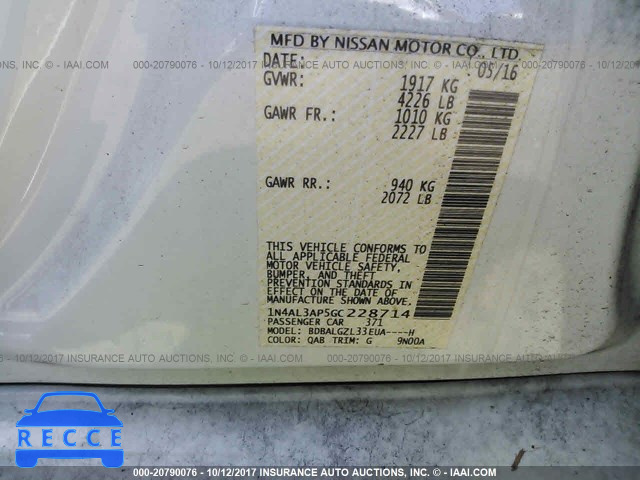 MFD BY NISSAN MOTOR CO., LTD
DATE: 05/16
GVWR: 1917 KG
4226 LB
GAWR FR.: 1010 KG
2227 LB
GAWR RR.: 940 KG
2072 LB
THIS VEHICLE CONFORMS TO
ALL APPLICABLE FEDERAL
MOTOR VEHICLE SAFETY,
BUMPER, AND THEFT
PREVENTION STANDARDS IN
EFFECT ON THE DATE OF
MANUFACTURE SHOWN ABOVE.
1N4AL3AP5GC228714
PASSENGER CAR 371
MODEL: BDBALGZL33EUA----H
COLOR: QAB TRIM: G 9N00A
000-20790076 - 10/12/2017 INSURANCE AUTO AUCTIONS, INC. - © IAAI.COM
RECCE